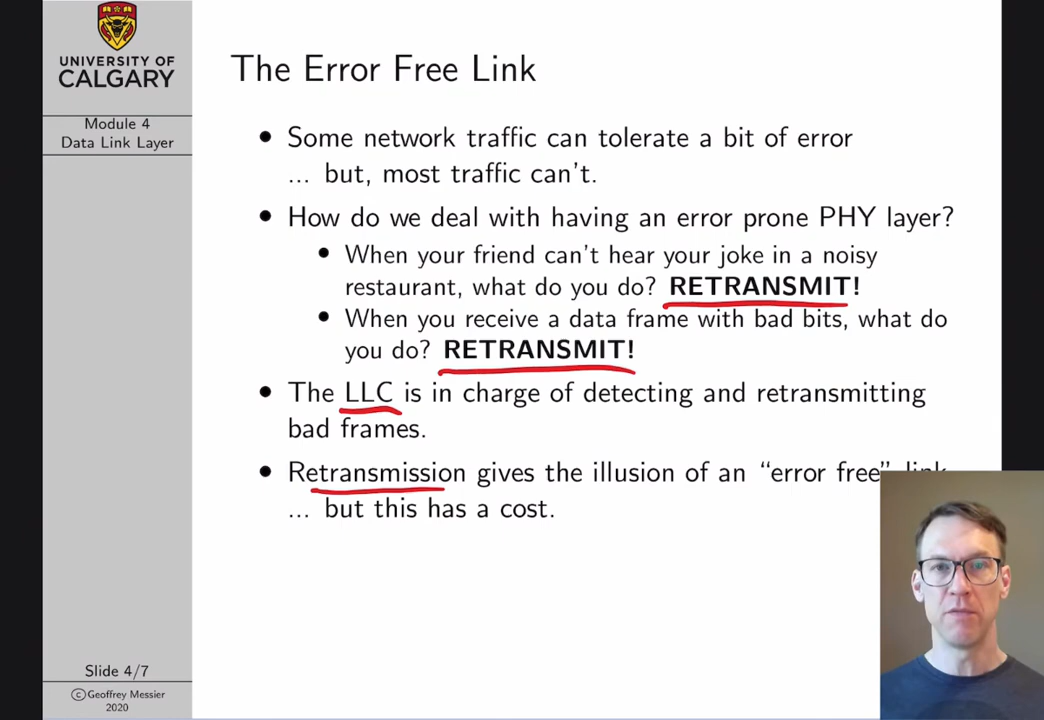 UNIVERSITY OF
CALGARY
Module 4
Data Link Layer
The Error Free Link
• Some network traffic can tolerate a bit of error
... but, most traffic can't.
• How do we deal with having an error prone PHY layer?
• When your friend can't hear your joke in a noisy
restaurant, what do you do? RETRANSMIT!
• When you receive a data frame with bad bits, what do
you do? RETRANSMIT!
• The LLC is in charge of detecting and retransmitting
bad frames.
• Retransmission gives the illusion of an “error free” link
... but this has a cost.
Slide 4/7
© Geoffrey Messier
2020